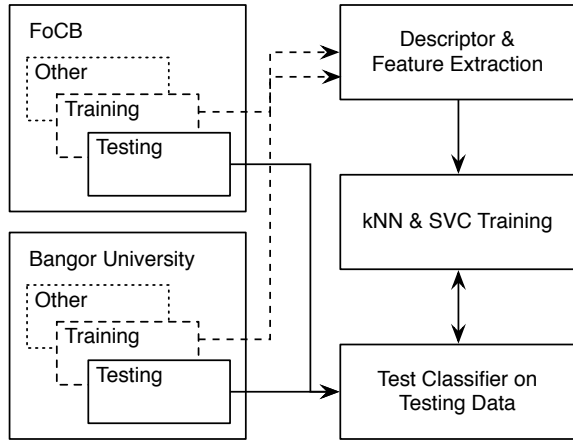 FoCB
Other
Training
Testing
Bangor University
Other
Training
Testing
Descriptor &
Feature Extraction
kNN & SVC Training
Test Classifier on
Testing Data